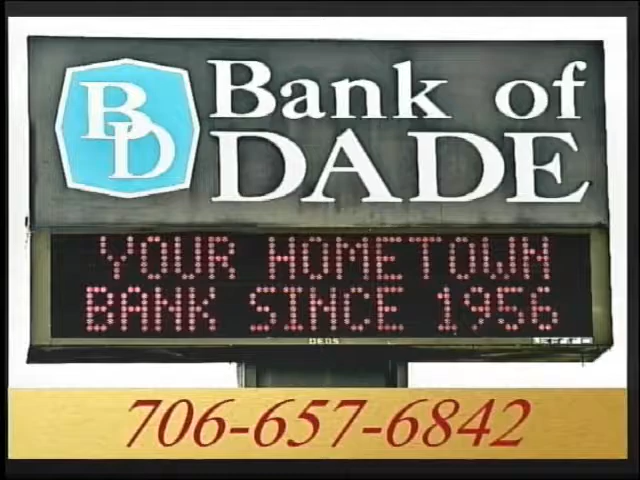 BD
Bank of
DADE
YOUR HOMETOWN
BANK SINCE 1956
706-657-6842